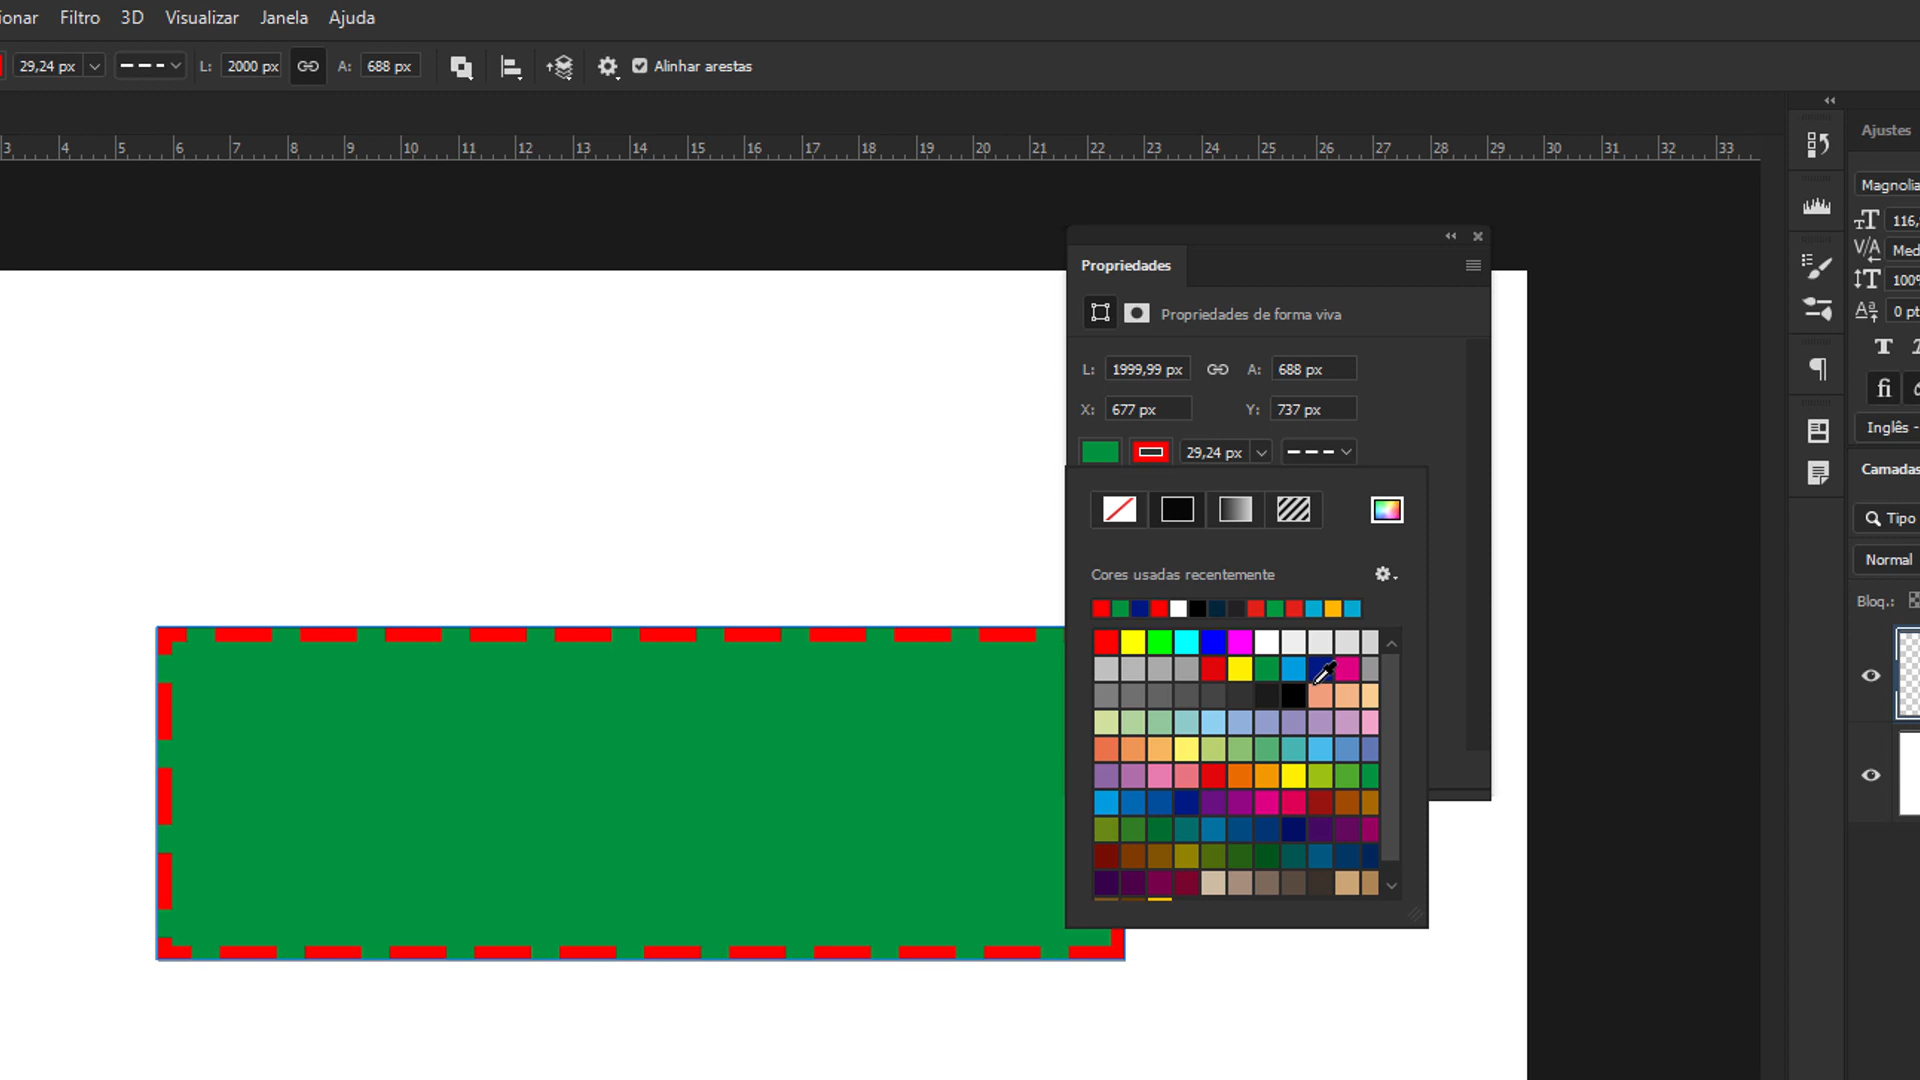 ionar Filtro 3D Visualizar Janela Ajuda
29,24 px L: 2000 px A: 688 px Alinhar arestas
3 4 5 6 7 8 9 10 11 12 13 14 15 16 17 18 19 20 21 22 23 24 25 26 27 28 29 30 31 32 33
Ajustes
Magnolia
Propriedades
Propriedades de forma viva
L: 1999,99 px A: 688 px
X: 677 px Y: 737 px
29,24 px
Cores usadas recentemente
116,
Med
100%
0 pt
T
fi
Inglês -
Camadas
Tipo
Normal
Bloq.: